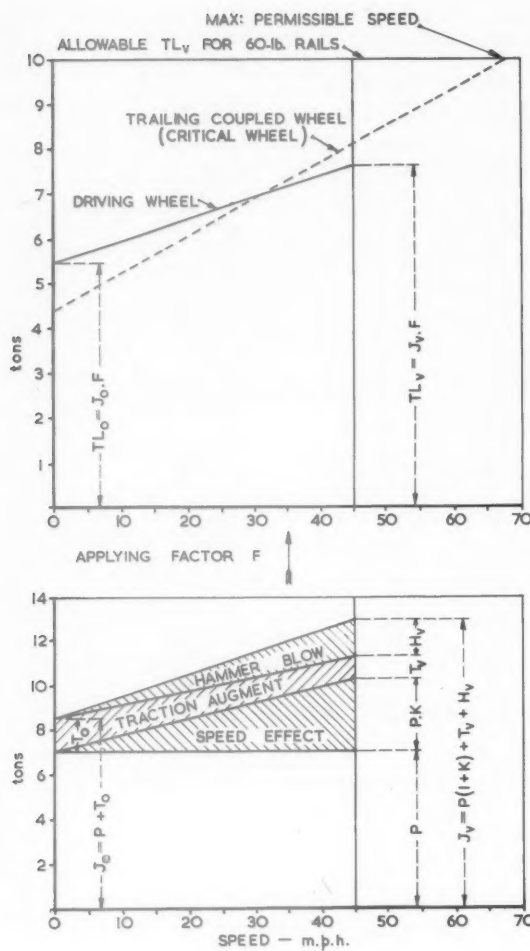 MAX: PERMISSIBLE SPEED
ALLOWABLE TLv FOR 60-lb. RAILS
10
9
8
7
6
5
4
3
2
1
tons
TRAILING COUPLED WHEEL
(CRITICAL WHEEL)
DRIVING WHEEL
TLo = Jo.F
TLv = Jv.F
0 10 20 30 40 50 60 70
APPLYING FACTOR F
14
12
10
8
6
4
2
tons
HAMMER BLOW
TRACTION AUGMENT
SPEED EFFECT
To
Jo = P + To
P.K + Tv + Hv
P
Jv = P(1+K) + Tv + Hv
0 10 20 30 40 50 60 70
SPEED — m.p.h.